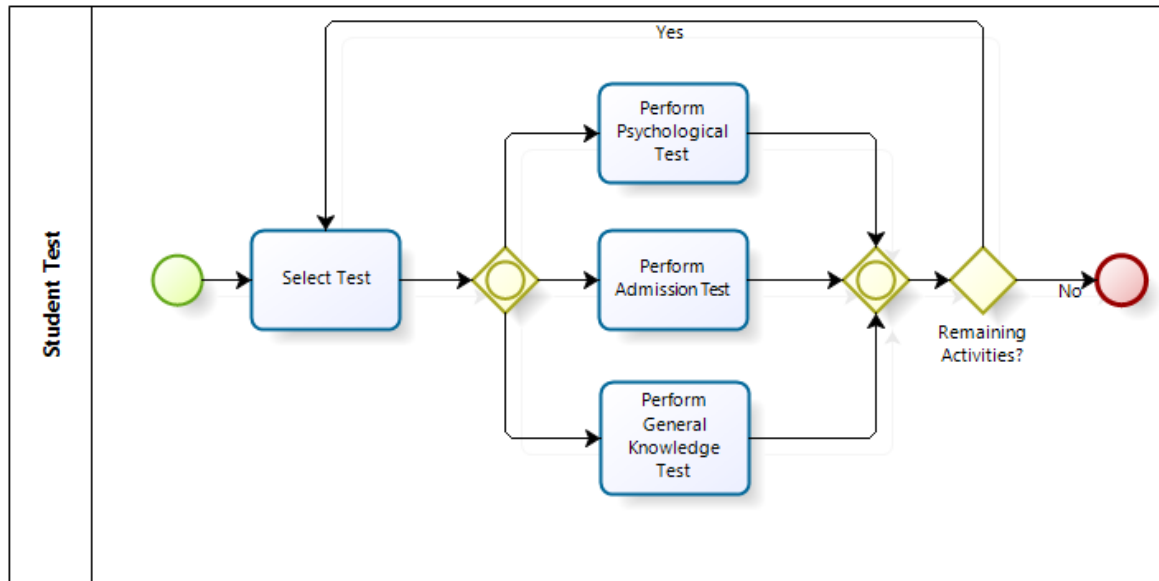 Student Test
Yes
Perform
Psychological
Test
Select Test
Perform
Admission Test
No
Remaining
Activities?
Perform
General
Knowledge
Test